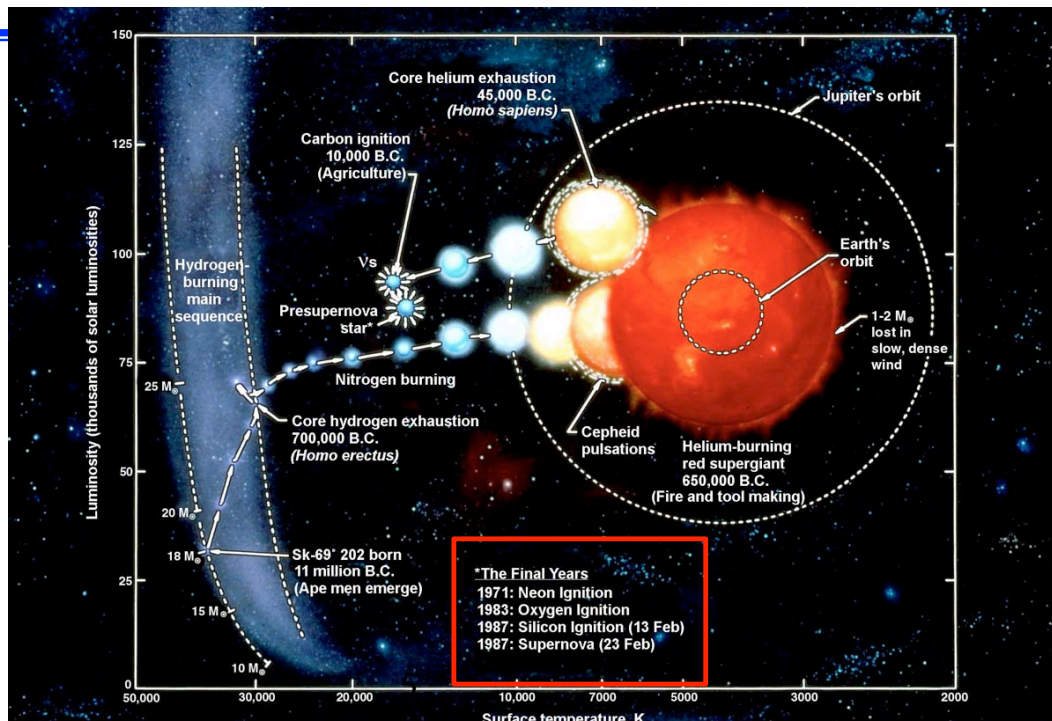 150
125
100
75
50
25
0
Luminosity (thousands of solar luminosities)
50,000
30,000
20,000
10,000
7000
5000
3000
2000
Surface temperature, K
Core helium exhaustion
45,000 B.C.
(Homo sapiens)
Jupiter's orbit
Carbon ignition
10,000 B.C.
(Agriculture)
Earth's
orbit
νs
Hydrogen-
burning
main
sequence
Presupernova
star*
1-2 M⊙
lost in
slow, dense
wind
Nitrogen burning
25 M⊙
Core hydrogen exhaustion
700,000 B.C.
(Homo erectus)
Cepheid
pulsations
Helium-burning
red supergiant
650,000 B.C.
(Fire and tool making)
20 M⊙
18 M⊙
Sk-69° 202 born
11 million B.C.
(Ape men emerge)
15 M⊙
10 M⊙
*The Final Years
1971: Neon Ignition
1983: Oxygen Ignition
1987: Silicon Ignition (13 Feb)
1987: Supernova (23 Feb)